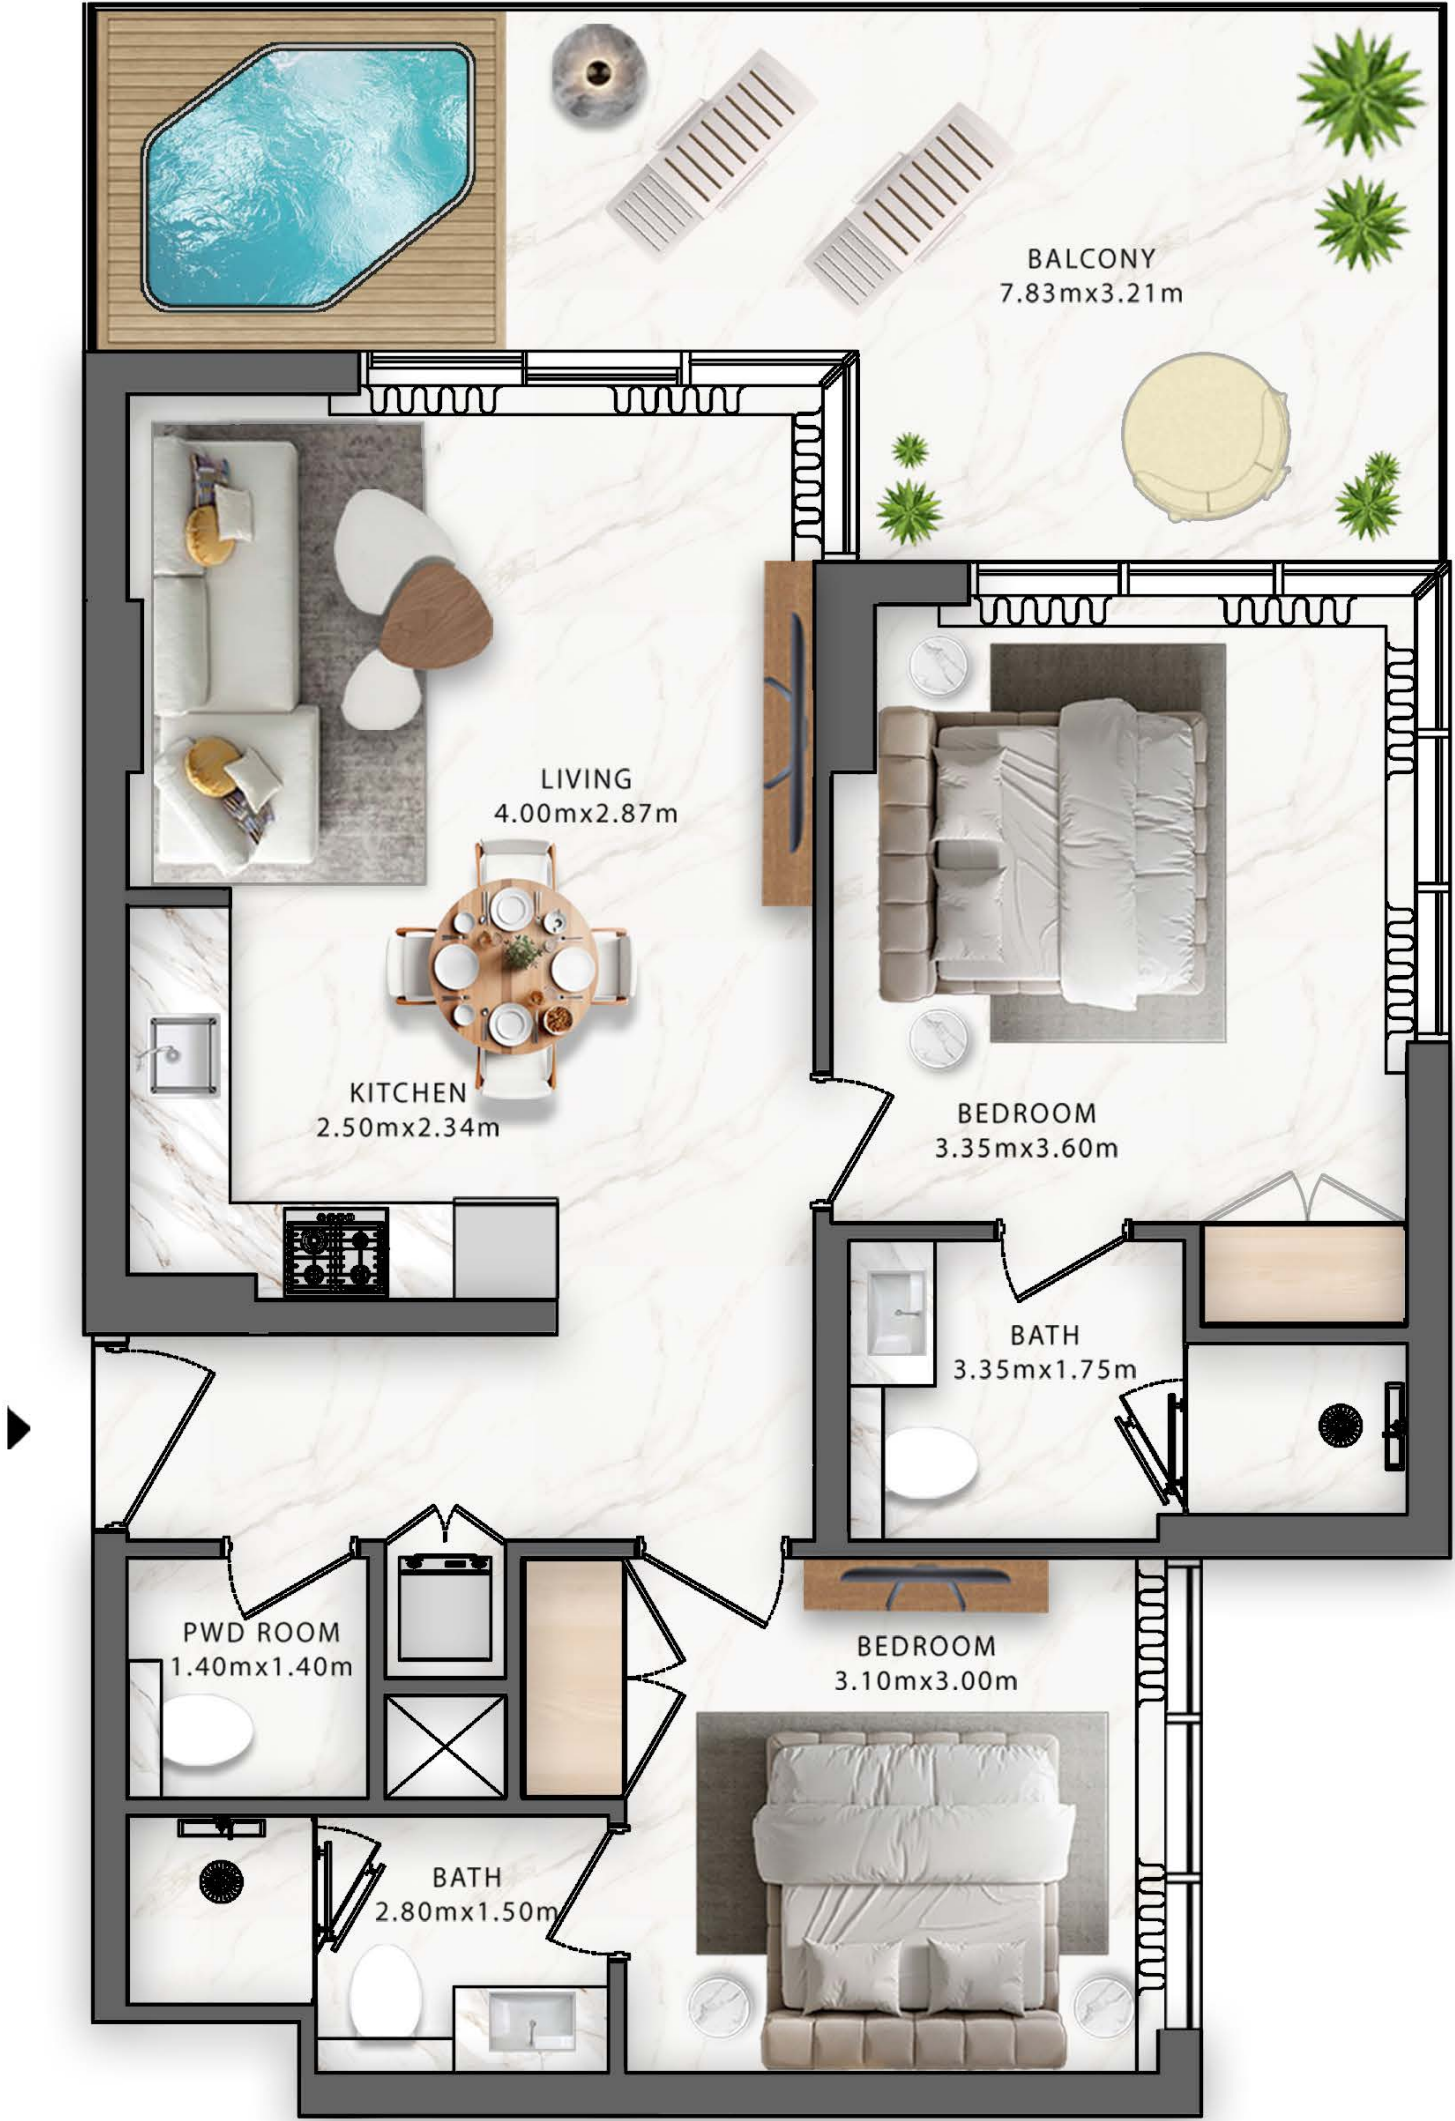 BALCONY
7.83mx3.21m
LIVING
4.00mx2.87m
KITCHEN
2.50mx2.34m
BEDROOM
3.35mx3.60m
BATH
3.35mx1.75m
PWD ROOM
1.40mx1.40m
BEDROOM
3.10mx3.00m
BATH
2.80mx1.50m